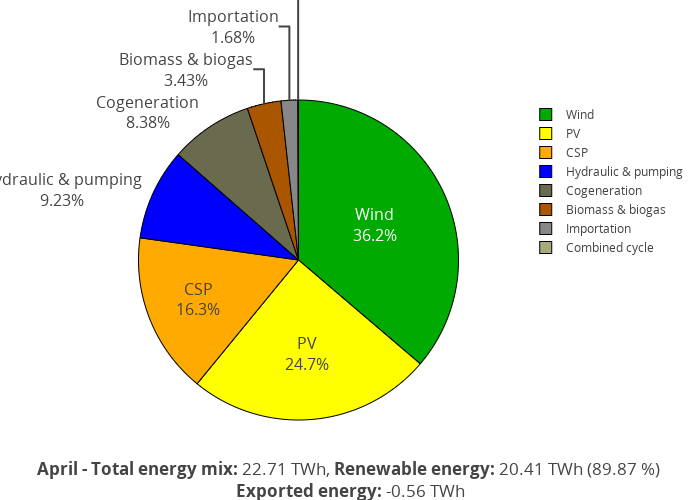 Importation
1.68%
Biomass & biogas
3.43%
Cogeneration
8.38%
ydraulic & pumping
9.23%
Wind
36.2%
CSP
16.3%
PV
24.7%
Wind
PV
CSP
Hydraulic & pumping
Cogeneration
Biomass & biogas
Importation
Combined cycle
April - Total energy mix: 22.71 TWh, Renewable energy: 20.41 TWh (89.87 %)
Exported energy: -0.56 TWh